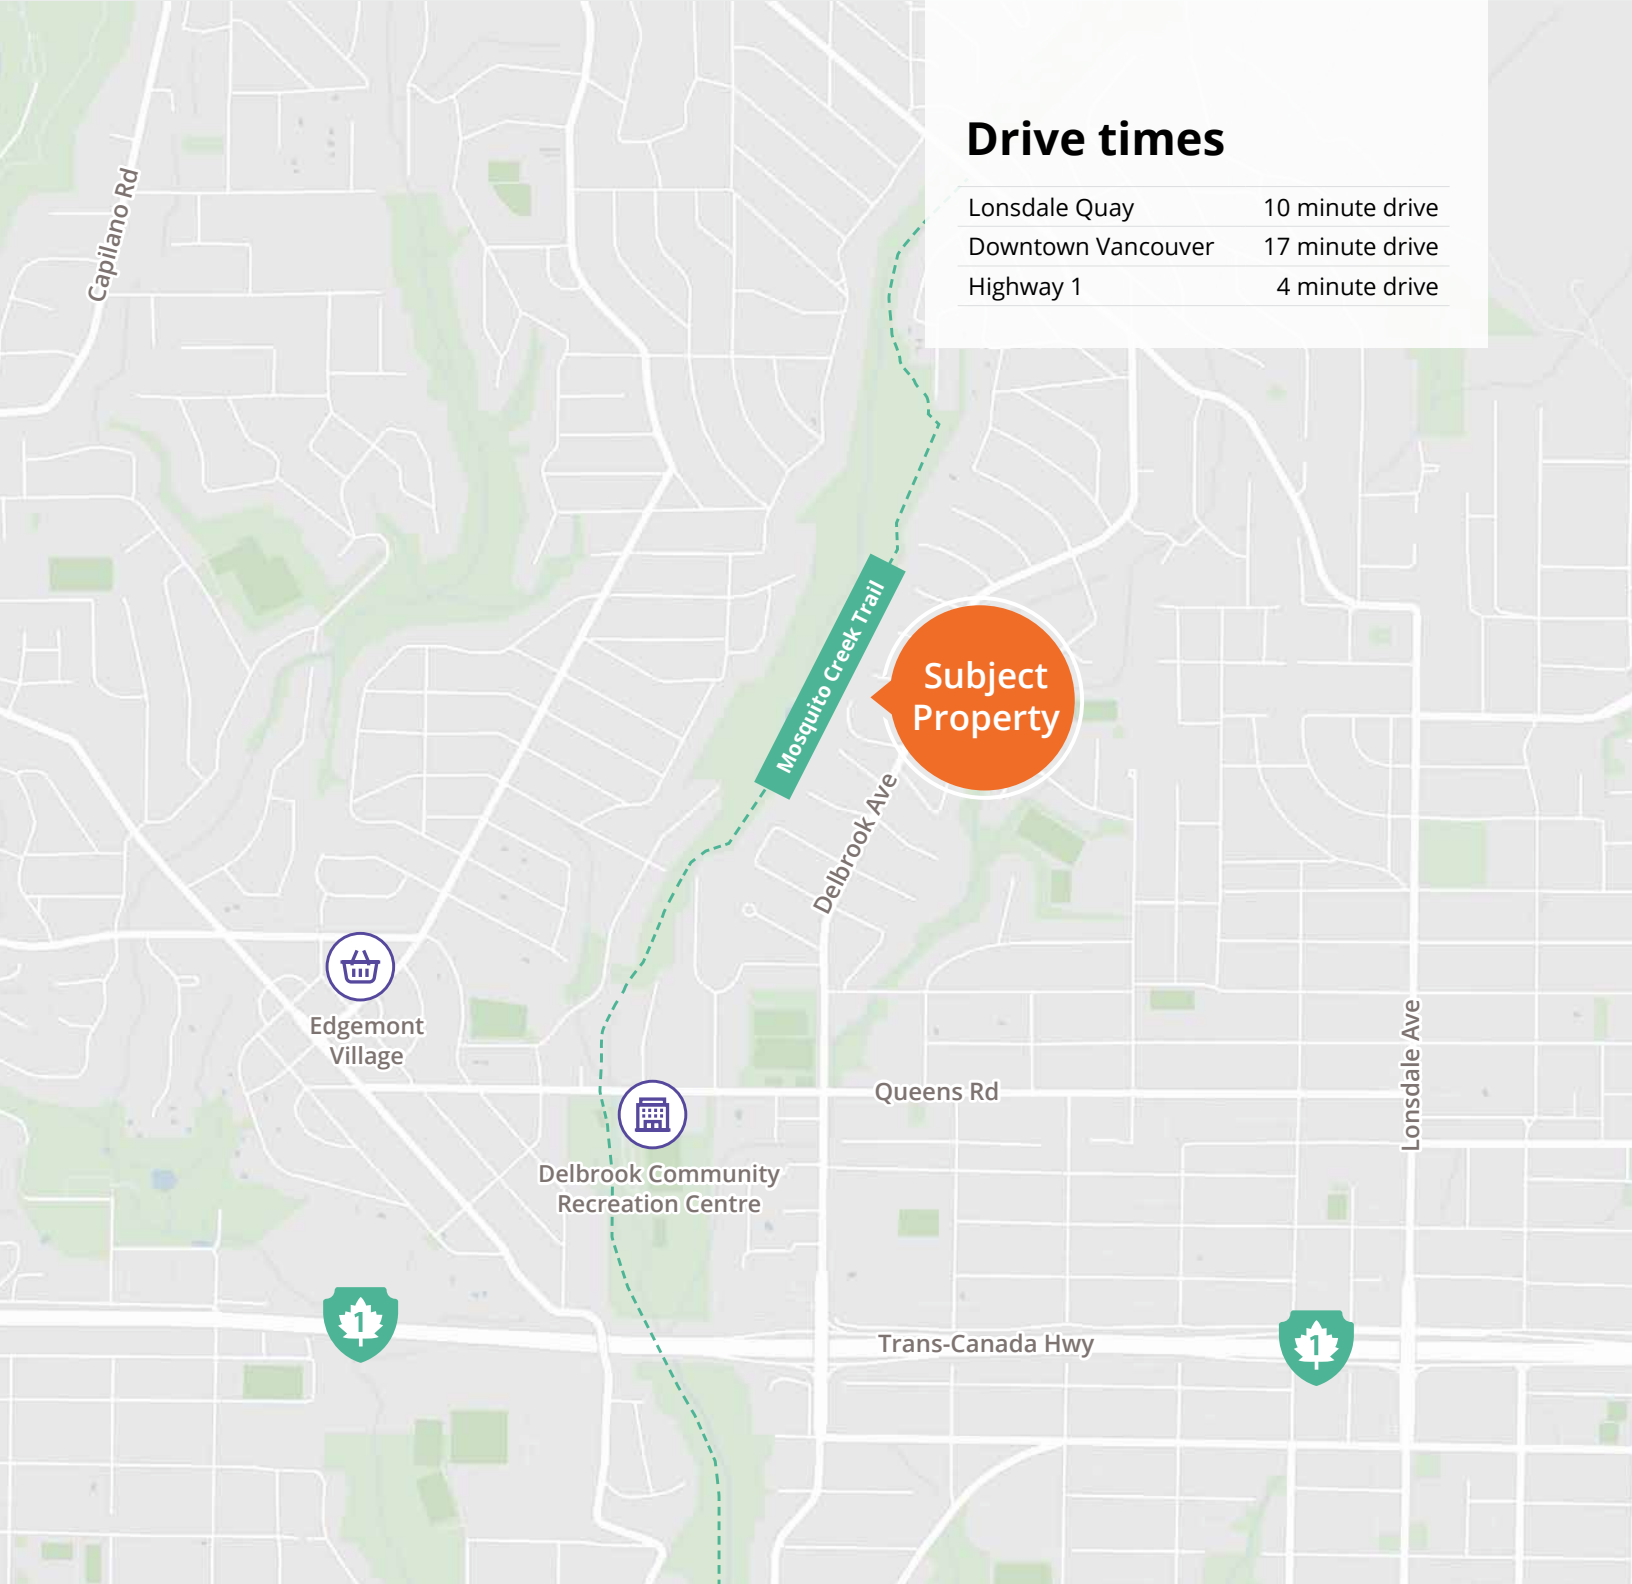 Drive times
Lonsdale Quay 10 minute drive
Downtown Vancouver 17 minute drive
Highway 1 4 minute drive
Capilano Rd
Mosquito Creek Trail
Subject
Property
Delbrook Ave
Edgemont
Village
Queens Rd
Lonsdale Ave
Delbrook Community
Recreation Centre
1
Trans-Canada Hwy
1